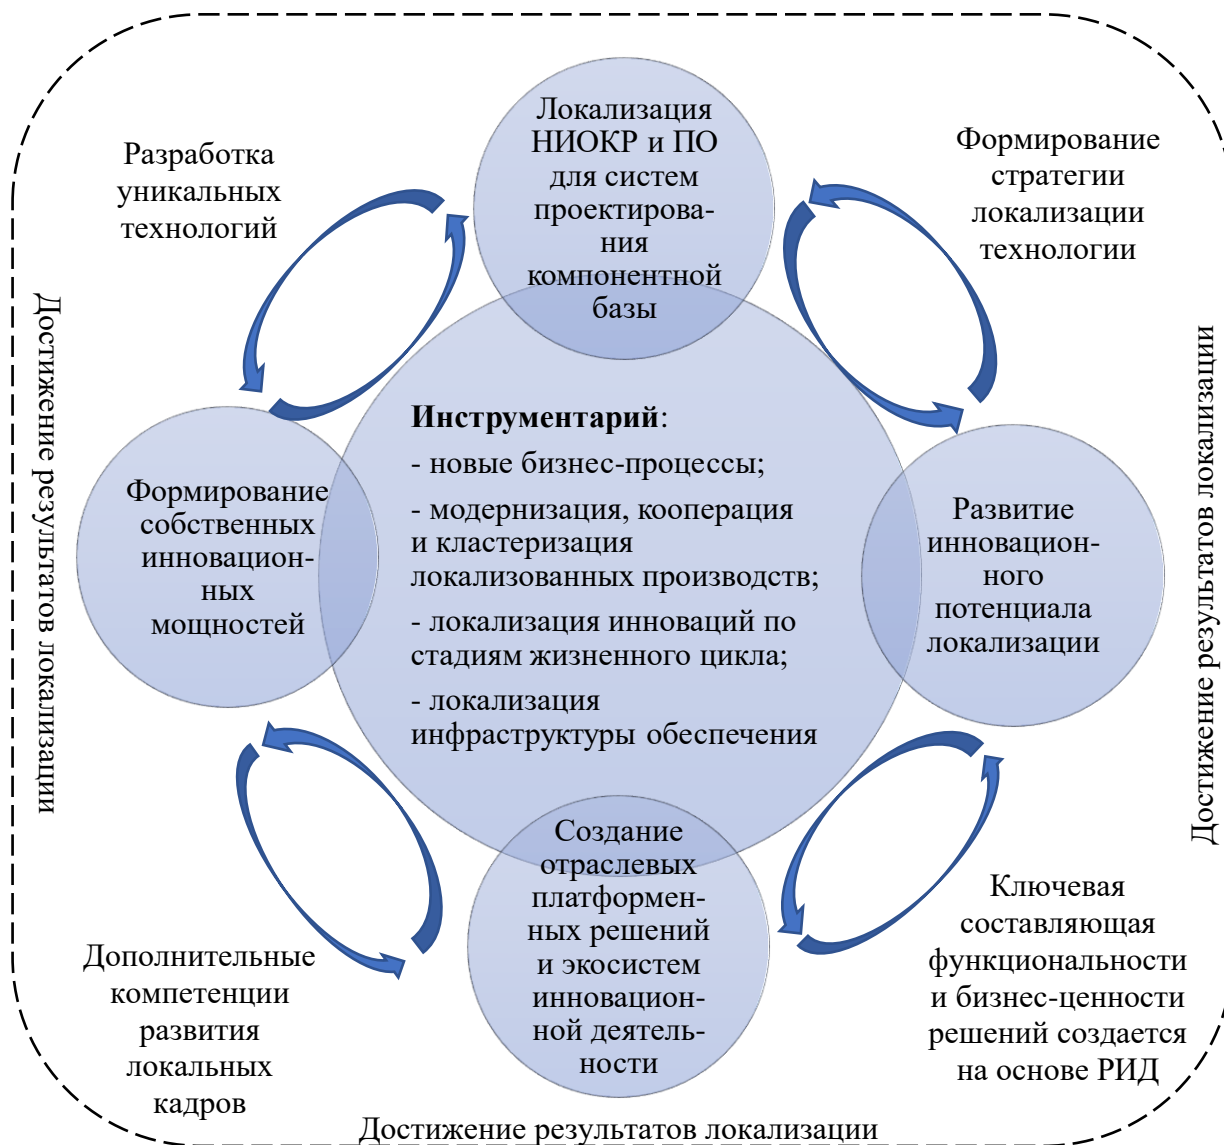 Локализация
НИОКР и ПО
для систем
проектирова-
ния
компонентной
базы
Разработка
уникальных
технологий
Формирование
стратегии
локализации
технологии
Достижение результатов локализации
Достижение результатов локализации
Формирование
собственных
инновацион-
ных
мощностей
Инструментарий:
- новые бизнес-процессы;
- модернизация, кооперация
и кластеризация
локализованных производств;
- локализация инноваций по
стадиям жизненного цикла;
- локализация
инфраструктуры обеспечения
Развитие
инновацион-
ного
потенциала
локализации
Создание
отраслевых
платформен-
ных решений
и экосистем
инновацион-
ной деятель-
ности
Дополнительные
компетенции
развития
локальных
кадров
Ключевая
составляющая
функциональности
и бизнес-ценности
решений создается
на основе РИД
Достижение результатов локализации